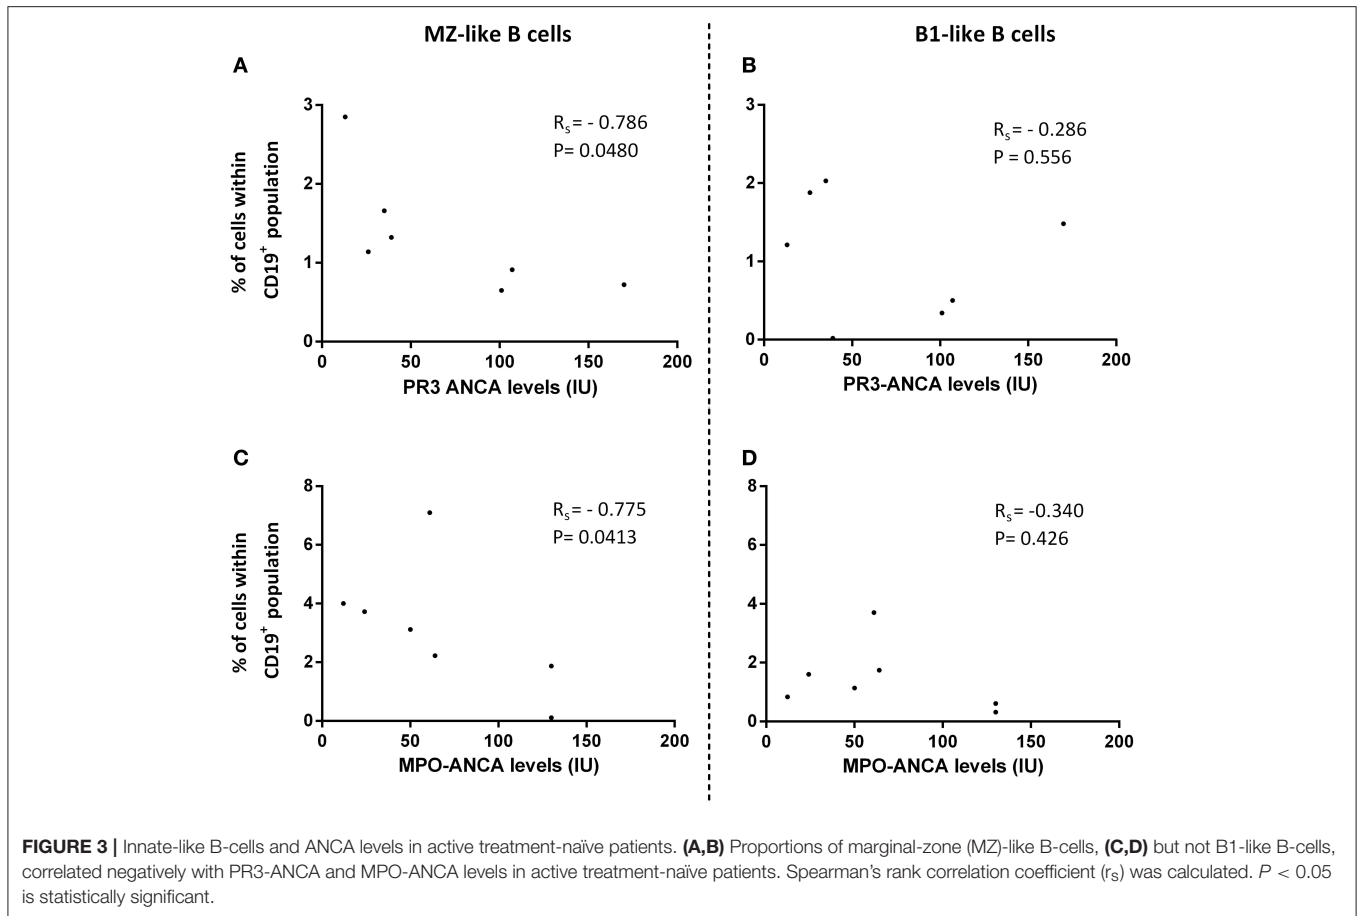 MZ-like B cells
B1-like B cells
A
3
2
1
0
0 50 100 150 200
% of cells within
CD19+ population
Rs= - 0.786
P= 0.0480
PR3 ANCA levels (IU)
B
3
2
1
0
0 50 100 150 200
Rs= - 0.286
P = 0.556
PR3-ANCA levels (IU)
C
8
6
4
2
0
0 50 100 150 200
% of cells within
CD19+ population
Rs= - 0.775
P= 0.0413
MPO-ANCA levels (IU)
D
8
6
4
2
0
0 50 100 150 200
Rs= -0.340
P= 0.426
MPO-ANCA levels (IU)
FIGURE 3 | Innate-like B-cells and ANCA levels in active treatment-naïve patients. (A,B) Proportions of marginal-zone (MZ)-like B-cells, (C,D) but not B1-like B-cells,
correlated negatively with PR3-ANCA and MPO-ANCA levels in active treatment-naïve patients. Spearman's rank correlation coefficient (rs) was calculated. P < 0.05
is statistically significant.